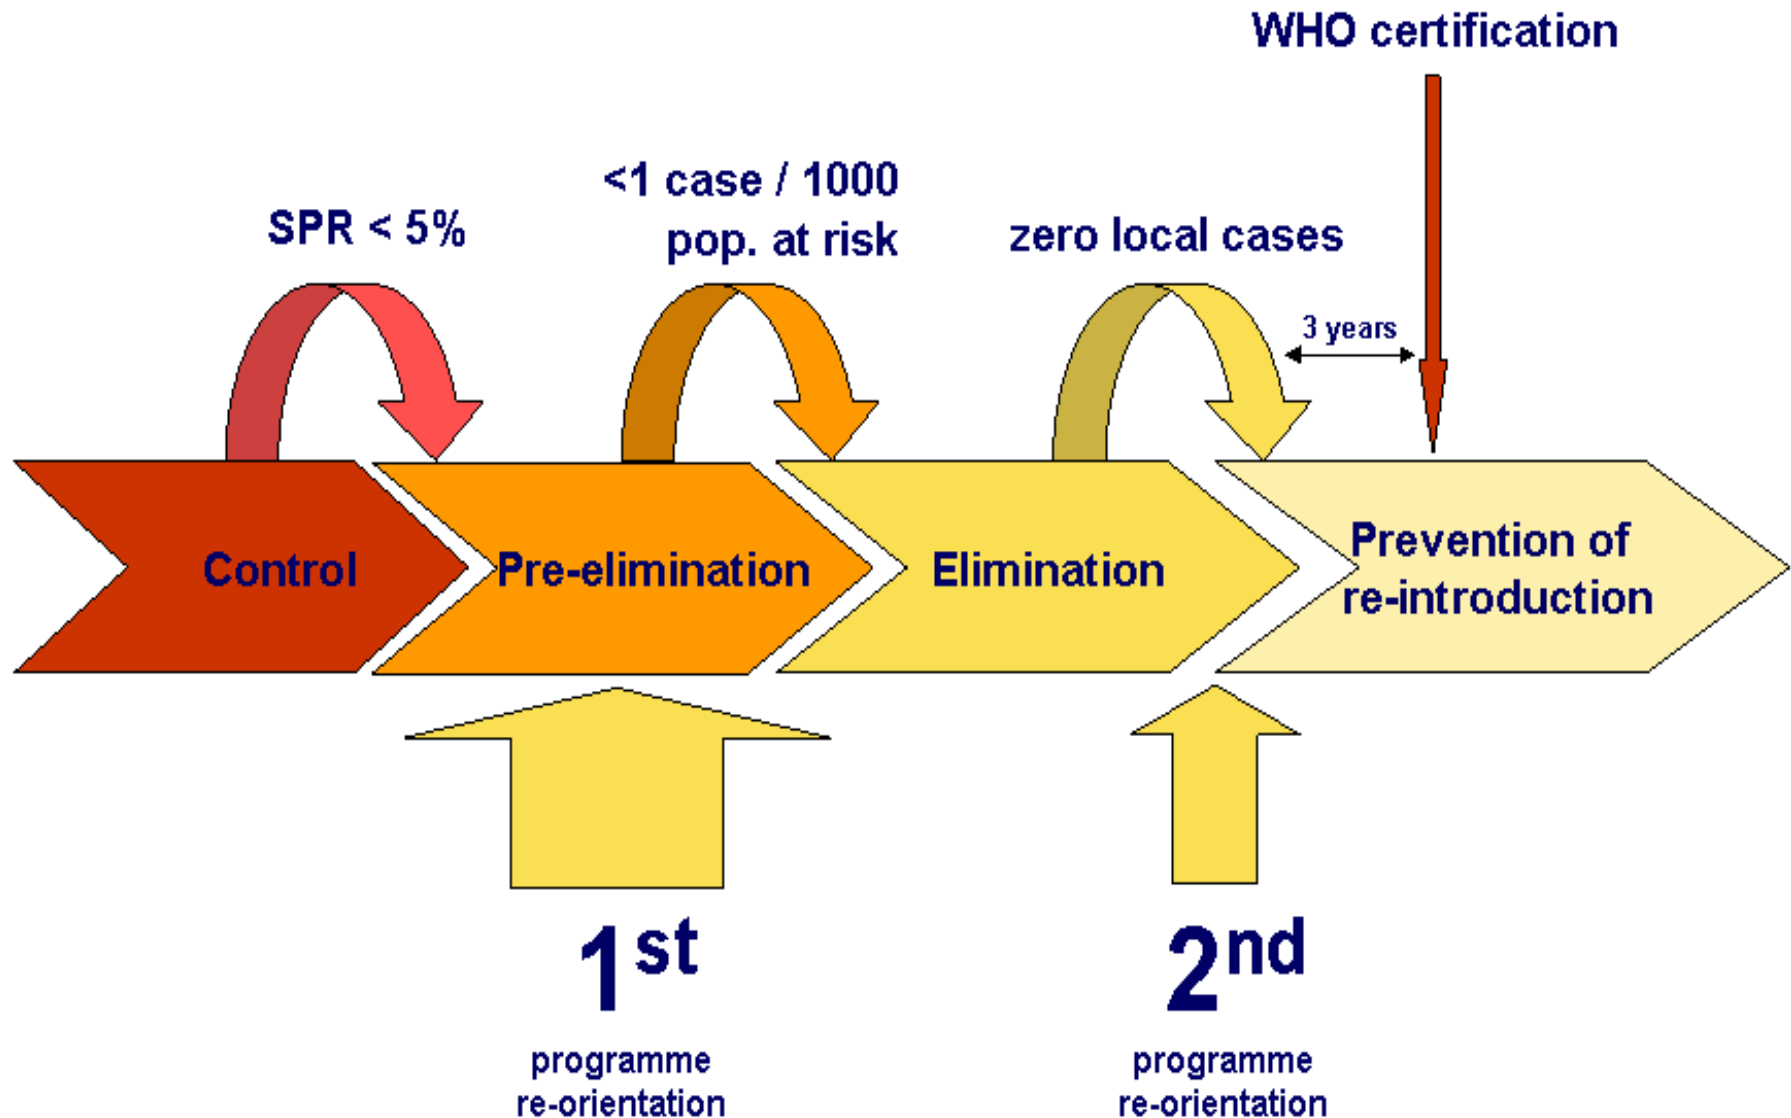 WHO certification
<1 case / 1000
pop. at risk
SPR < 5%
zero local cases
3 years
Control
Pre-elimination
Elimination
Prevention of
re-introduction
1st
programme
re-orientation
2nd
programme
re-orientation